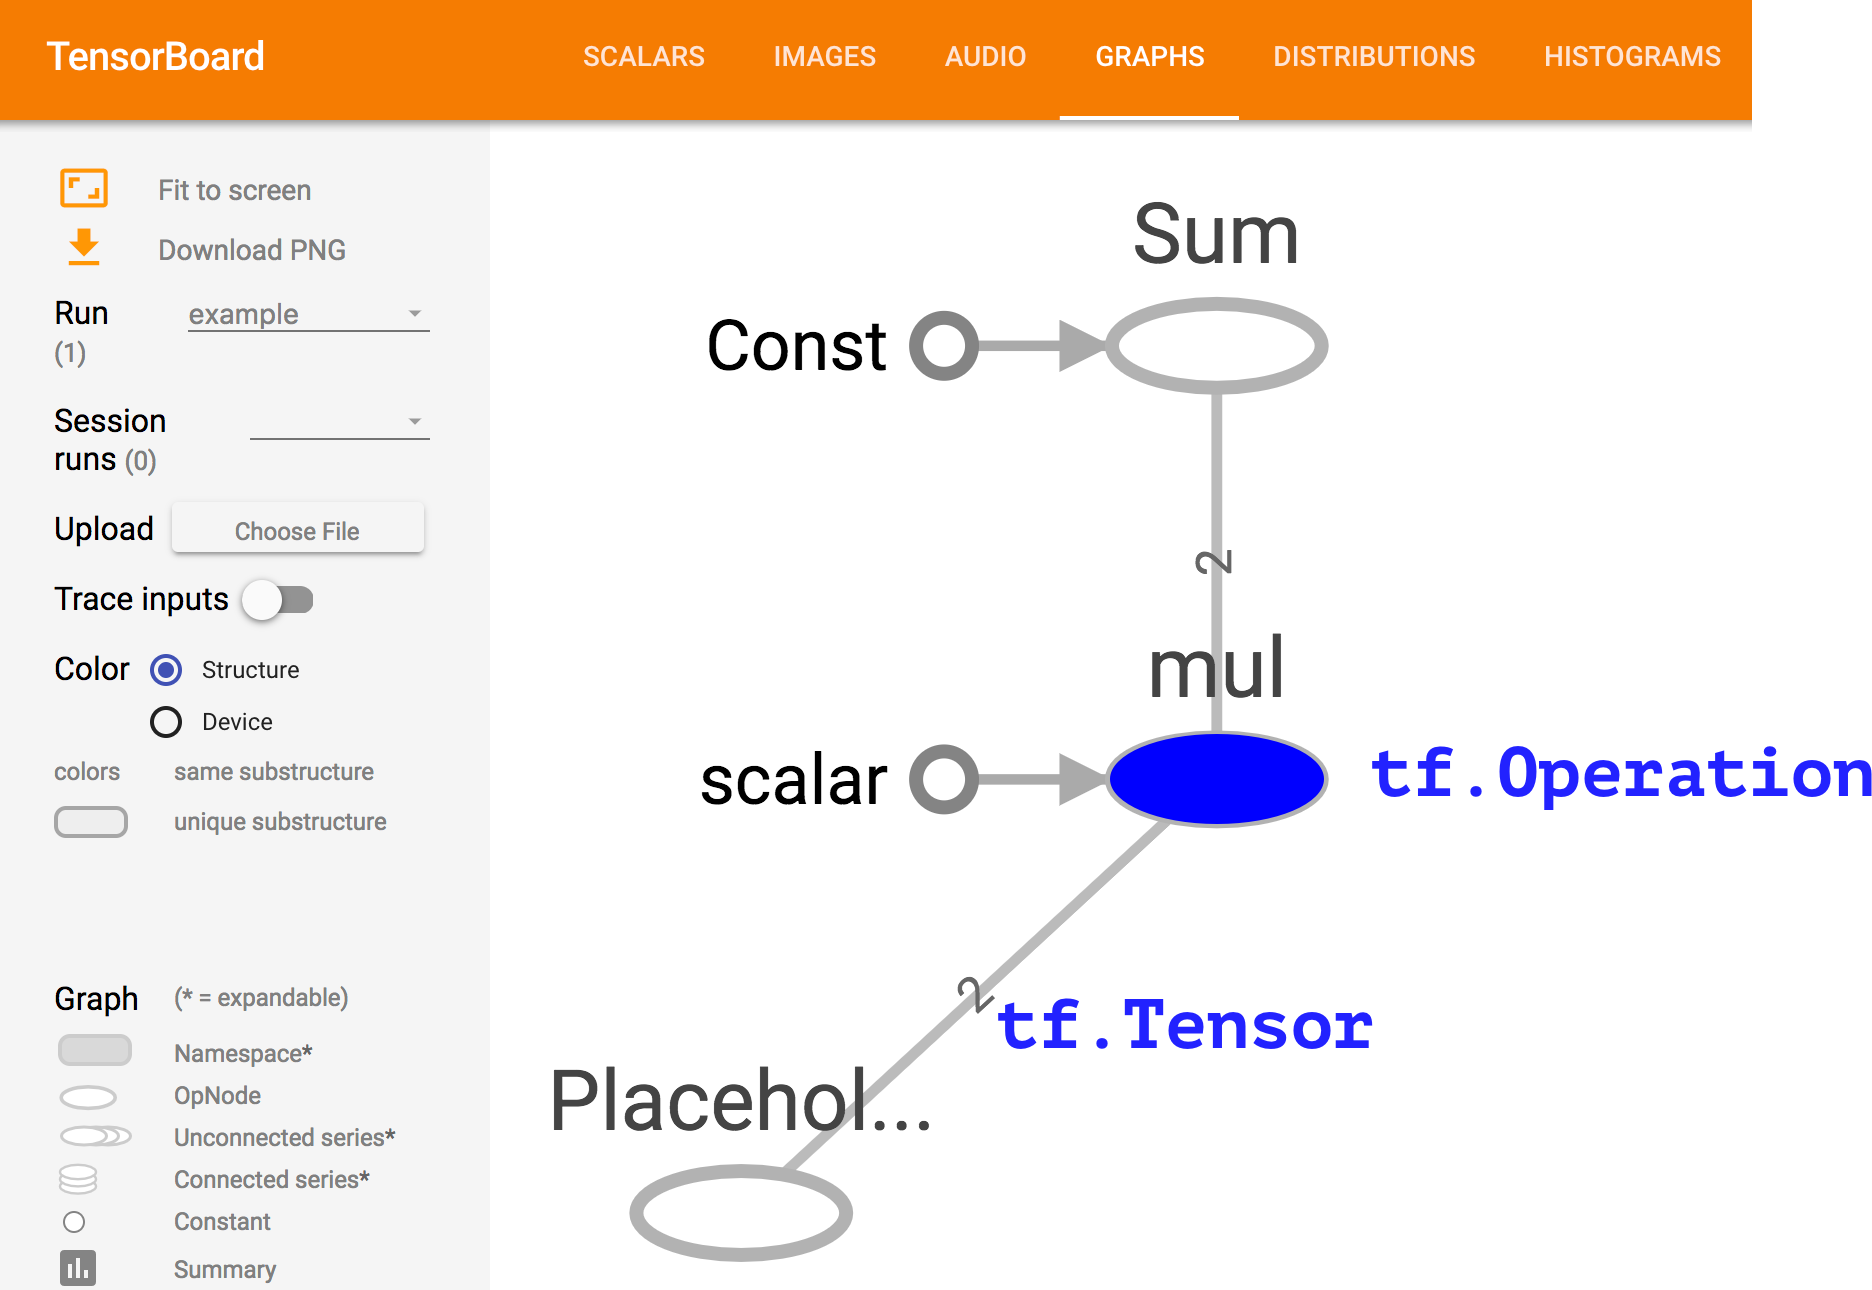 TensorBoard
SCALARS IMAGES AUDIO GRAPHS DISTRIBUTIONS HISTOGRAMS
Fit to screen
Download PNG
Run
(1)
example
Session
runs (0)
Upload Choose File
Trace inputs
Color Structure
Device
colors same substructure
unique substructure
Graph (* = expandable)
Namespace*
OpNode
Unconnected series*
Connected series*
Constant
Summary
Sum
Const
2
mul
scalar
tf.Operation
2
tf.Tensor
Placehol...